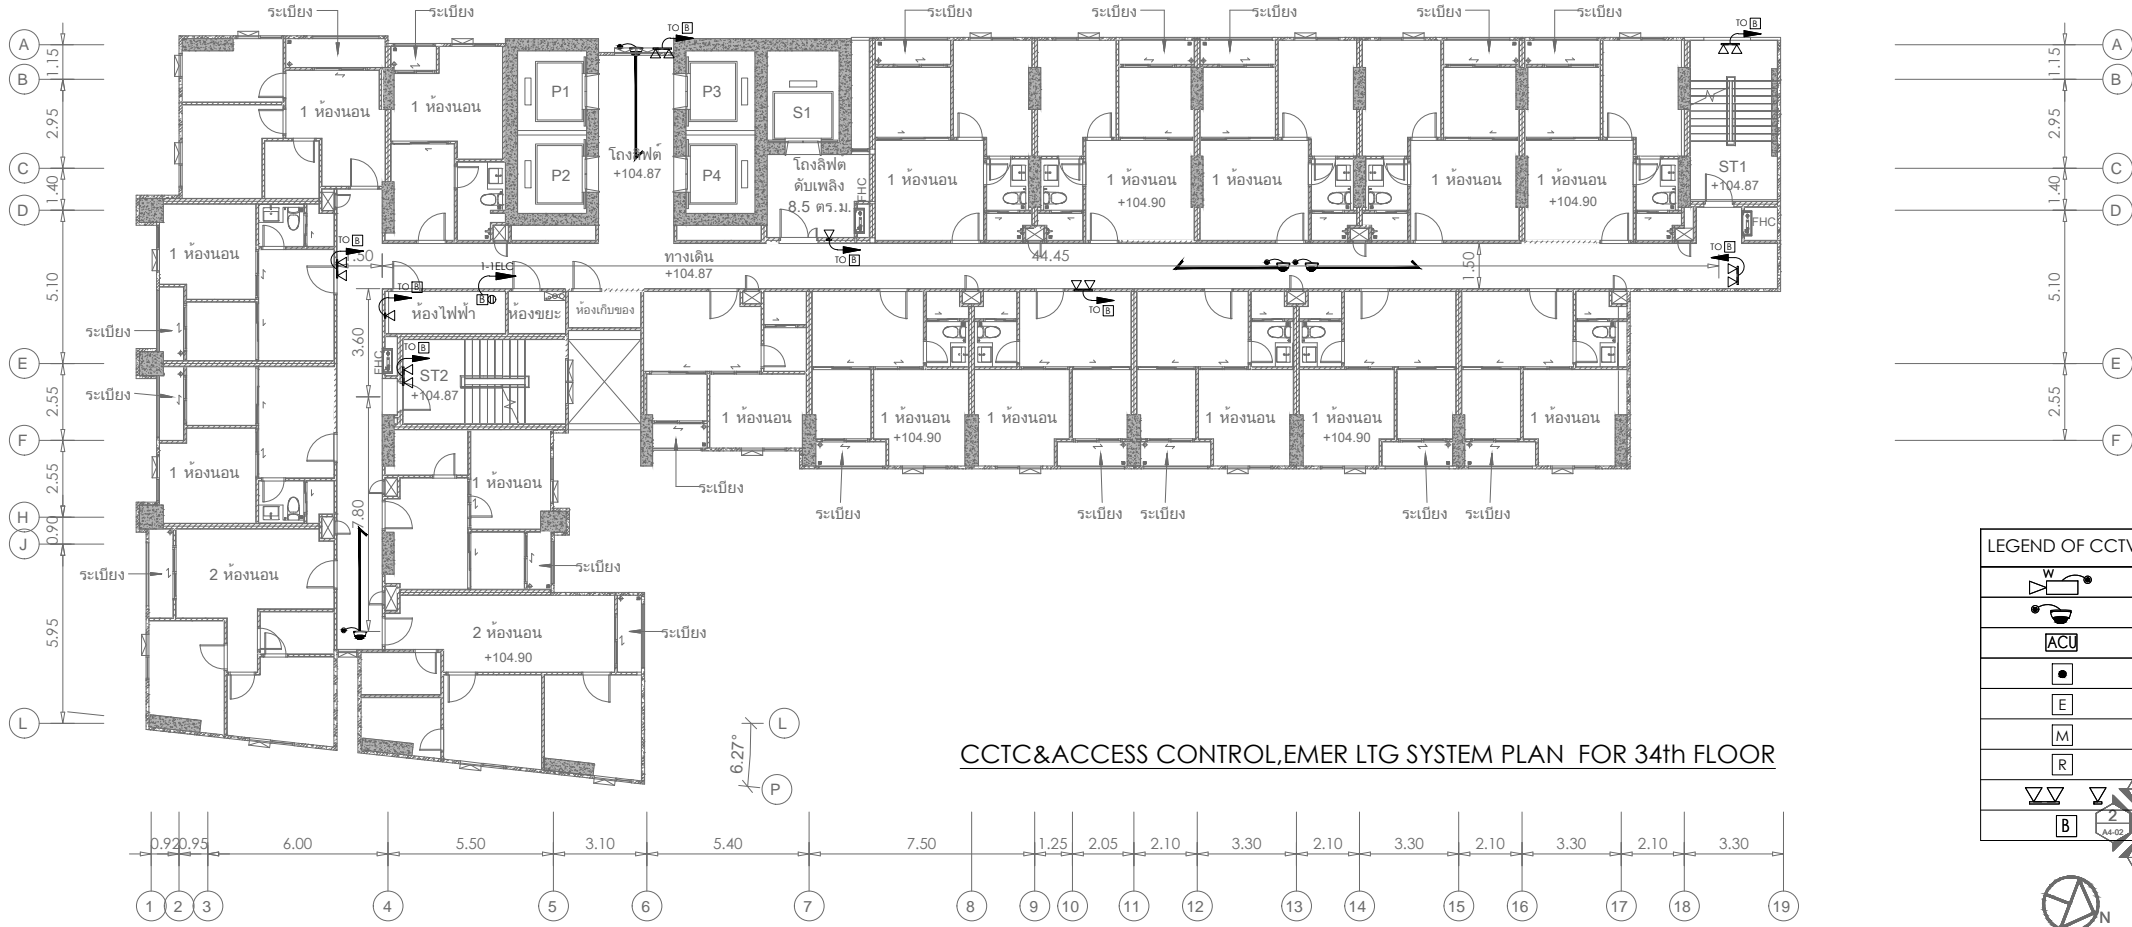 ระเบียง
ระเบียง
ระเบียง
ระเบียง
ระเบียง
ระเบียง
ระเบียง
TO B
TO B
A
1.15
B
2.95
C
1.40
D
5.10
E
2.55
F
2.55
H
0.90
J
5.95
L
A
1.15
B
2.95
C
1.40
D
5.10
E
2.55
F
1 ห้องนอน
1 ห้องนอน
P1
P2
P3
P4
S1
โถงลิฟต์
+104.87
โถงลิฟต์
ดับเพลิง
8.5 ตร.ม.
FHC
1 ห้องนอน
1 ห้องนอน
+104.90
1 ห้องนอน
1 ห้องนอน
1 ห้องนอน
+104.90
ST1
+104.87
FHC
1 ห้องนอน
TO B
1.50
1-1ELC
ทางเดิน
+104.87
TO B
44.45
1.50
TO B
TO B
B
ห้องไฟฟ้า
ห้องขยะ
ห้องเก็บของ
TO B
ระเบียง
3.60
FHC
TO B
ST2
+104.87
ระเบียง
1 ห้องนอน
1 ห้องนอน
+104.90
1 ห้องนอน
1 ห้องนอน
1 ห้องนอน
+104.90
1 ห้องนอน
1 ห้องนอน
1 ห้องนอน
7.80
ระเบียง
ระเบียง
ระเบียง
ระเบียง
ระเบียง
ระเบียง
ระเบียง
2 ห้องนอน
ระเบียง
2 ห้องนอน
+104.90
ระเบียง
L
6.27°
P
CCTC&ACCESS CONTROL,EMER LTG SYSTEM PLAN FOR 34th FLOOR
LEGEND OF CCTV
W
ACU
E
M
R
B
2
A4-02
N
0.92 0.95 6.00 5.50 3.10 5.40 7.50 1.25 2.05 2.10 3.30 2.10 3.30 2.10 3.30 2.10 3.30
1 2 3 4 5 6 7 8 9 10 11 12 13 14 15 16 17 18 19